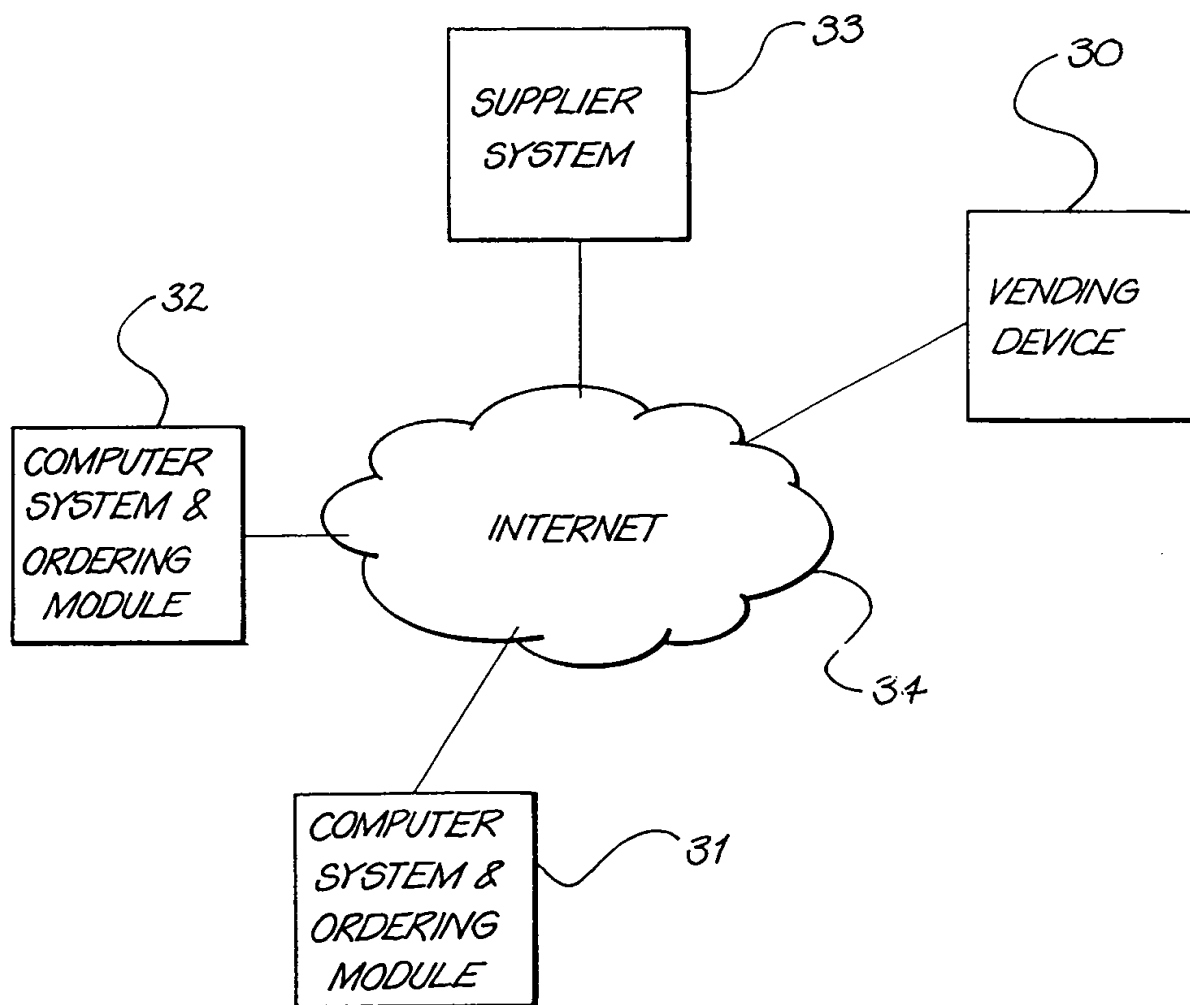 33
30
SUPPLIER
SYSTEM
VENDING
DEVICE
32
COMPUTER
SYSTEM &
ORDERING
MODULE
INTERNET
34
COMPUTER
SYSTEM &
ORDERING
MODULE
31